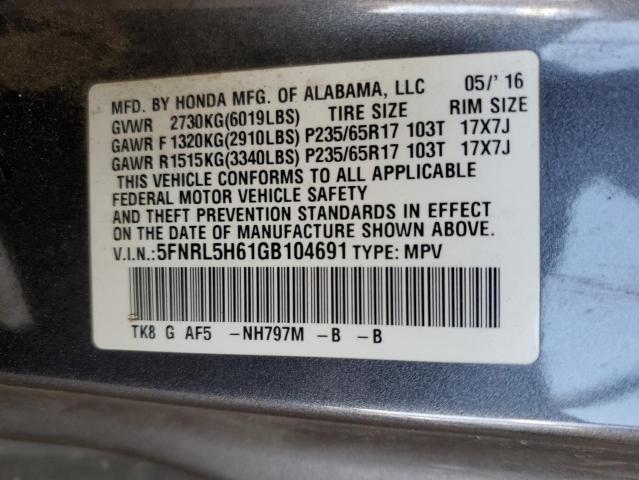 MFD. BY HONDA MFG. OF ALABAMA, LLC 05/'16
GVWR 2730KG(6019LBS) TIRE SIZE RIM SIZE
GAWR F 1320KG(2910LBS) P235/65R17 103T 17X7J
GAWR R1515KG(3340LBS) P235/65R17 103T 17X7J
THIS VEHICLE CONFORMS TO ALL APPLICABLE
FEDERAL MOTOR VEHICLE SAFETY
AND THEFT PREVENTION STANDARDS IN EFFECT
ON THE DATE OF MANUFACTURE SHOWN ABOVE.
V.I.N.:5FNRL5H61GB104691 TYPE: MPV
TK8 G AF5 -NH797M -B -B